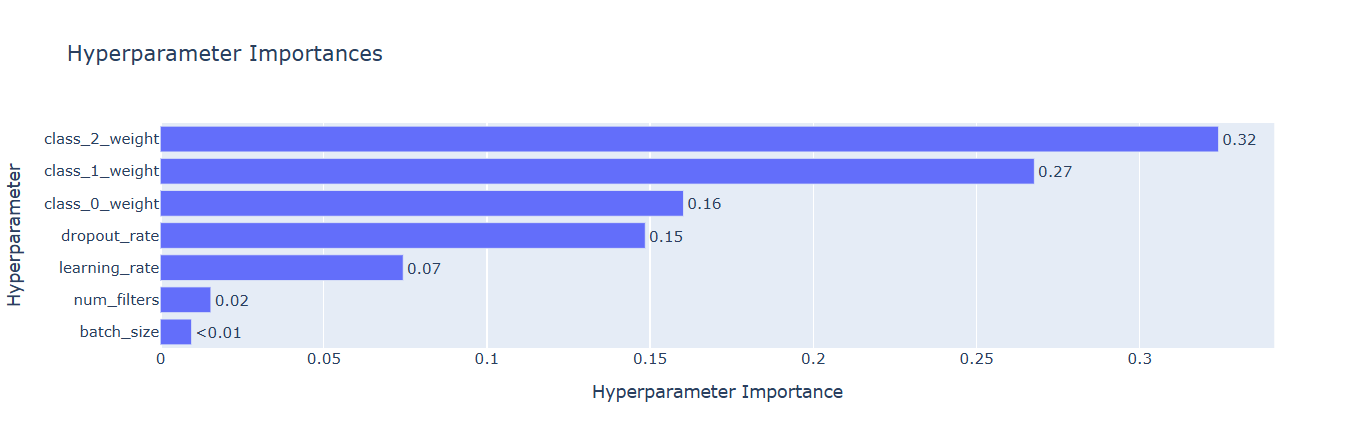 Hyperparameter Importances
Hyperparameter
class_2_weight 0.32
class_1_weight 0.27
class_0_weight 0.16
dropout_rate 0.15
learning_rate 0.07
num_filters 0.02
batch_size <0.01
0 0.05 0.1 0.15 0.2 0.25 0.3
Hyperparameter Importance